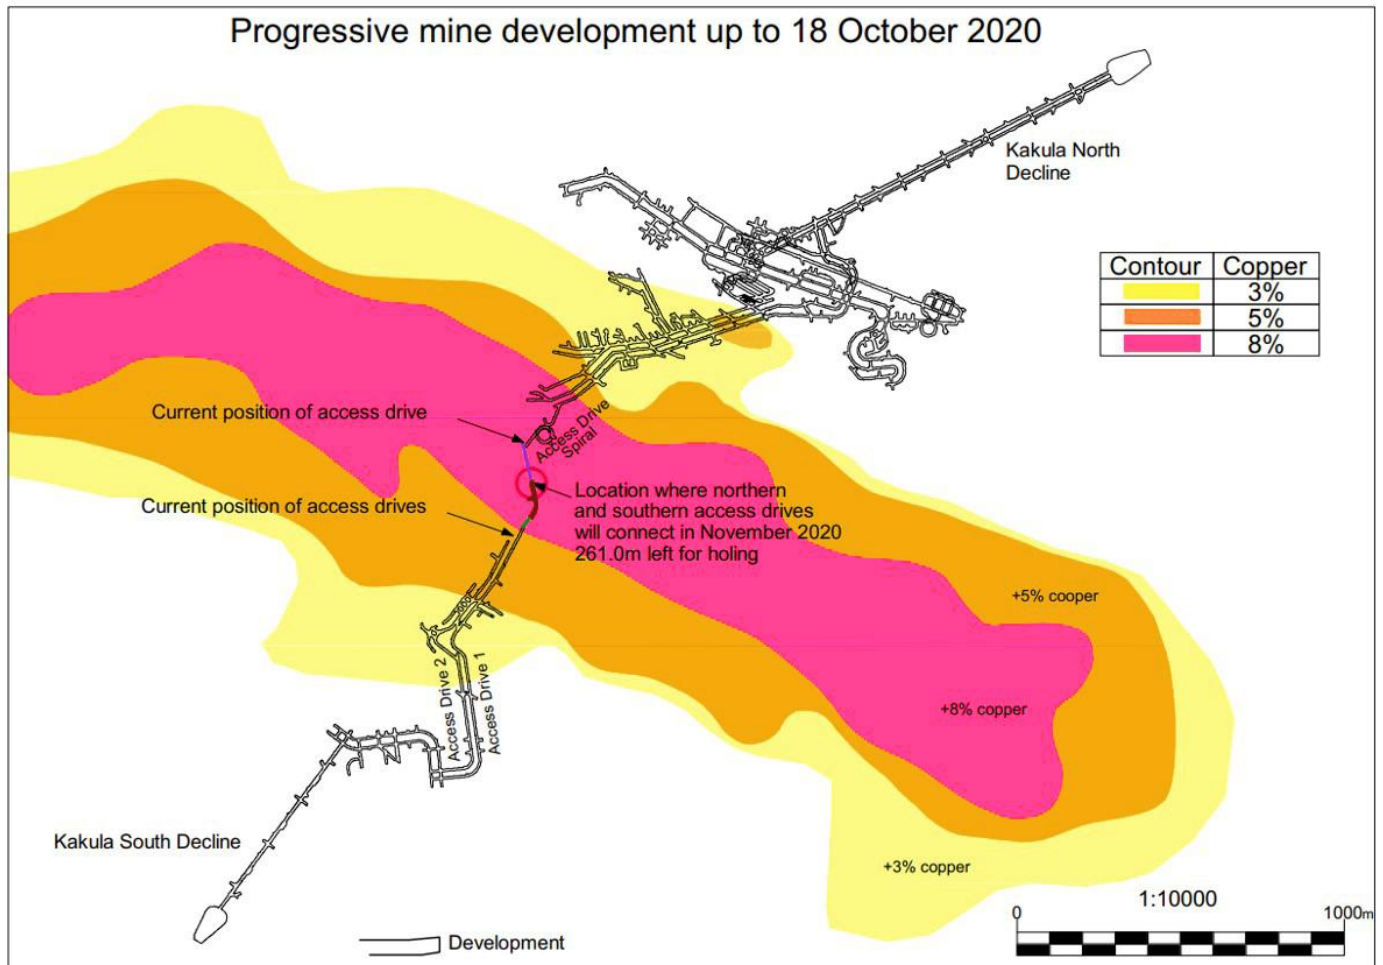 Progressive mine development up to 18 October 2020
Kakula North
Decline
Contour Copper
3%
5%
8%
Current position of access drive
Access Drive
Spiral
Current position of access drives
Location where northern
and southern access drives
will connect in November 2020
261.0m left for holing
+5% cooper
Access Drive 2
Access Drive 1
+8% copper
Kakula South Decline
+3% copper
1:10000
0 1000m
Development